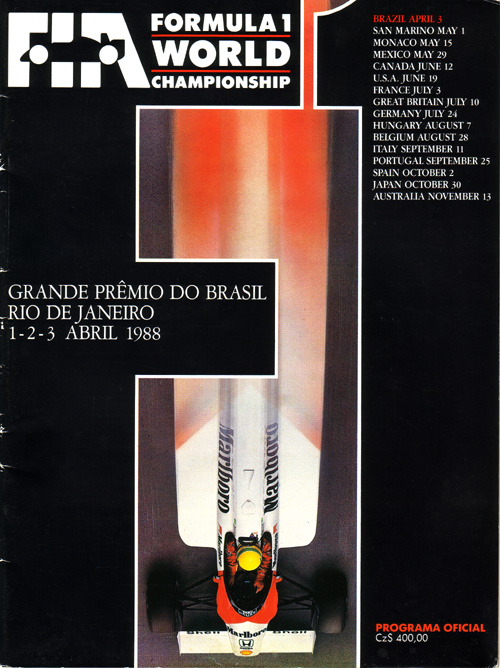 FIA
FORMULA 1
WORLD
CHAMPIONSHIP
BRAZIL APRIL 3
SAN MARINO MAY 1
MONACO MAY 15
MEXICO MAY 29
CANADA JUNE 12
U.S.A. JUNE 19
FRANCE JULY 3
GREAT BRITAIN JULY 10
GERMANY JULY 24
HUNGARY AUGUST 7
BELGIUM AUGUST 28
ITALY SEPTEMBER 11
PORTUGAL SEPTEMBER 25
SPAIN OCTOBER 2
JAPAN OCTOBER 30
AUSTRALIA NOVEMBER 13
GRANDE PRÊMIO DO BRASIL
RIO DE JANEIRO
1-2-3 ABRIL 1988
Marlboro
Marlboro
Marlboro
PROGRAMA OFICIAL
Cz$ 400,00